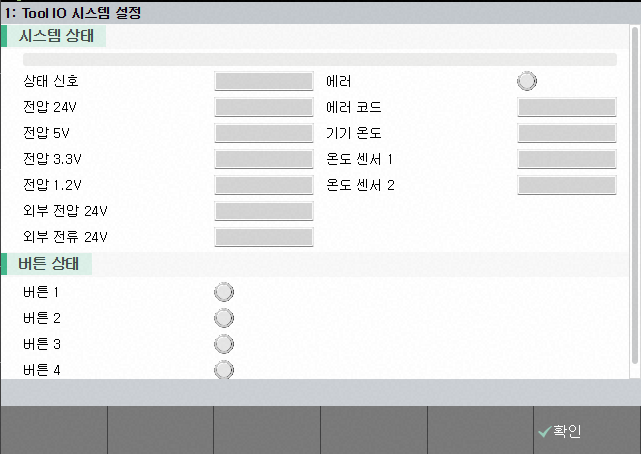 1: Tool IO 시스템 설정
시스템 상태
상태 신호 에러
전압 24V 에러 코드
전압 5V 기기 온도
전압 3.3V 온도 센서 1
전압 1.2V 온도 센서 2
외부 전압 24V
외부 전류 24V
버튼 상태
버튼 1
버튼 2
버튼 3
버튼 4
확인